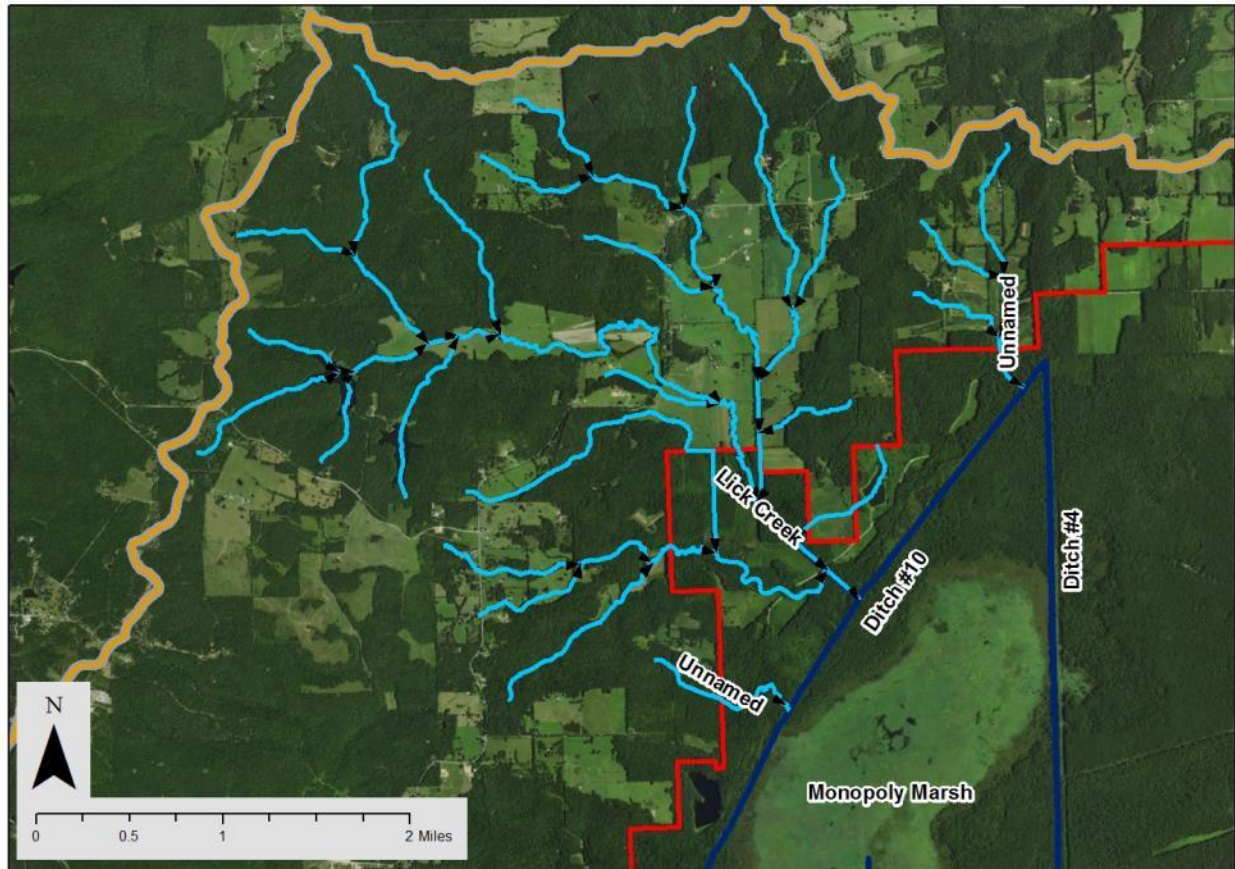 Unnamed
Lick Creek
Ditch #10
Ditch #4
Unnamed
Monopoly Marsh
N
0 0.5 1 2 Miles